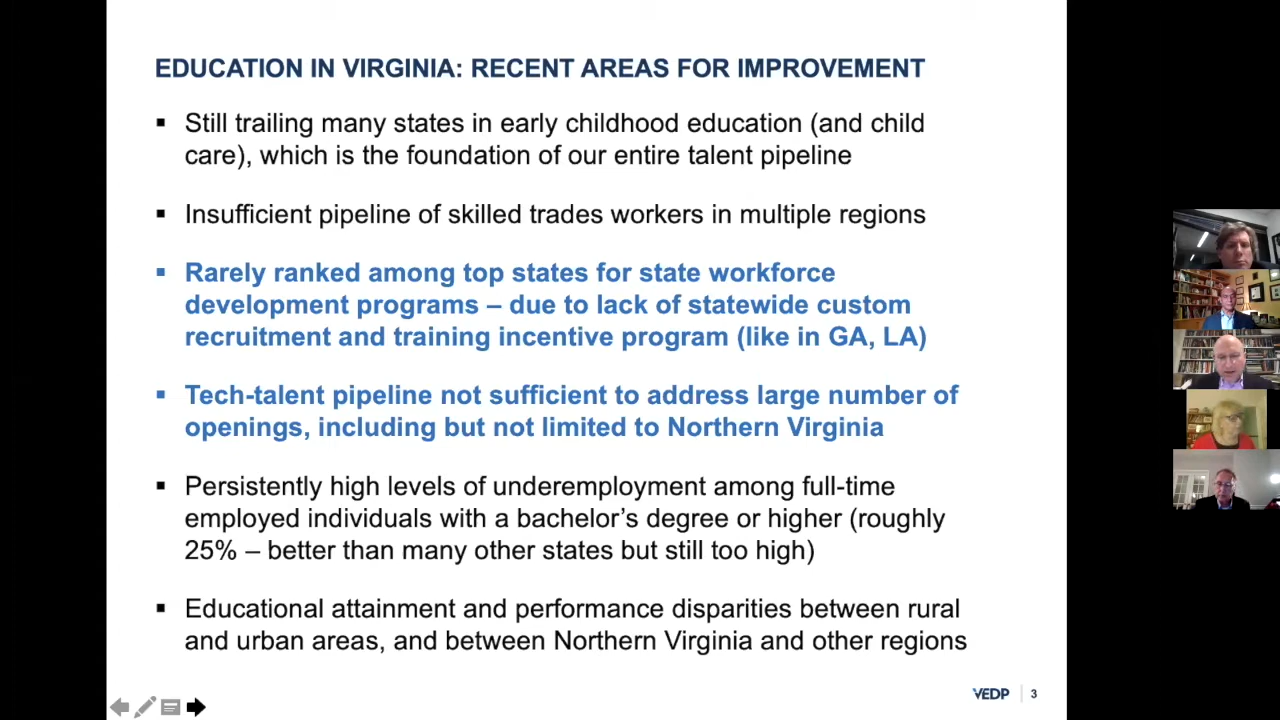 EDUCATION IN VIRGINIA: RECENT AREAS FOR IMPROVEMENT
▪ Still trailing many states in early childhood education (and child
care), which is the foundation of our entire talent pipeline
▪ Insufficient pipeline of skilled trades workers in multiple regions
▪ Rarely ranked among top states for state workforce
development programs – due to lack of statewide custom
recruitment and training incentive program (like in GA, LA)
▪ Tech-talent pipeline not sufficient to address large number of
openings, including but not limited to Northern Virginia
▪ Persistently high levels of underemployment among full-time
employed individuals with a bachelor’s degree or higher (roughly
25% – better than many other states but still too high)
▪ Educational attainment and performance disparities between rural
and urban areas, and between Northern Virginia and other regions
VEDP | 3